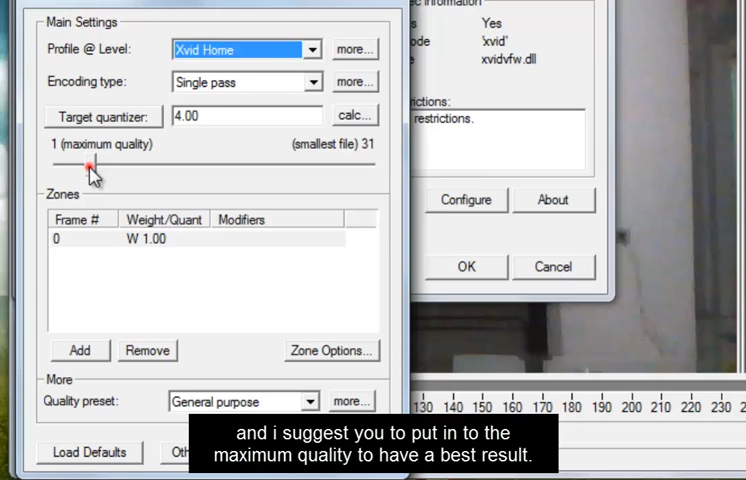 Main Settings
Profile @ Level: Xvid Home more...
Encoding type: Single pass more...
Target quantizer: 4.00 calc...
1 (maximum quality) (smallest file) 31
Zones
Frame # Weight/Quant Modifiers
0 W 1.00
Add Remove Zone Options...
More
Quality preset: General purpose more...
Load Defaults
information
Yes
'xvid'
xvidvfw.dll
restrictions.
Configure About
OK Cancel
130 140 150 160 170 180 190 200 210 220 230
and i suggest you to put in to the
maximum quality to have a best result.